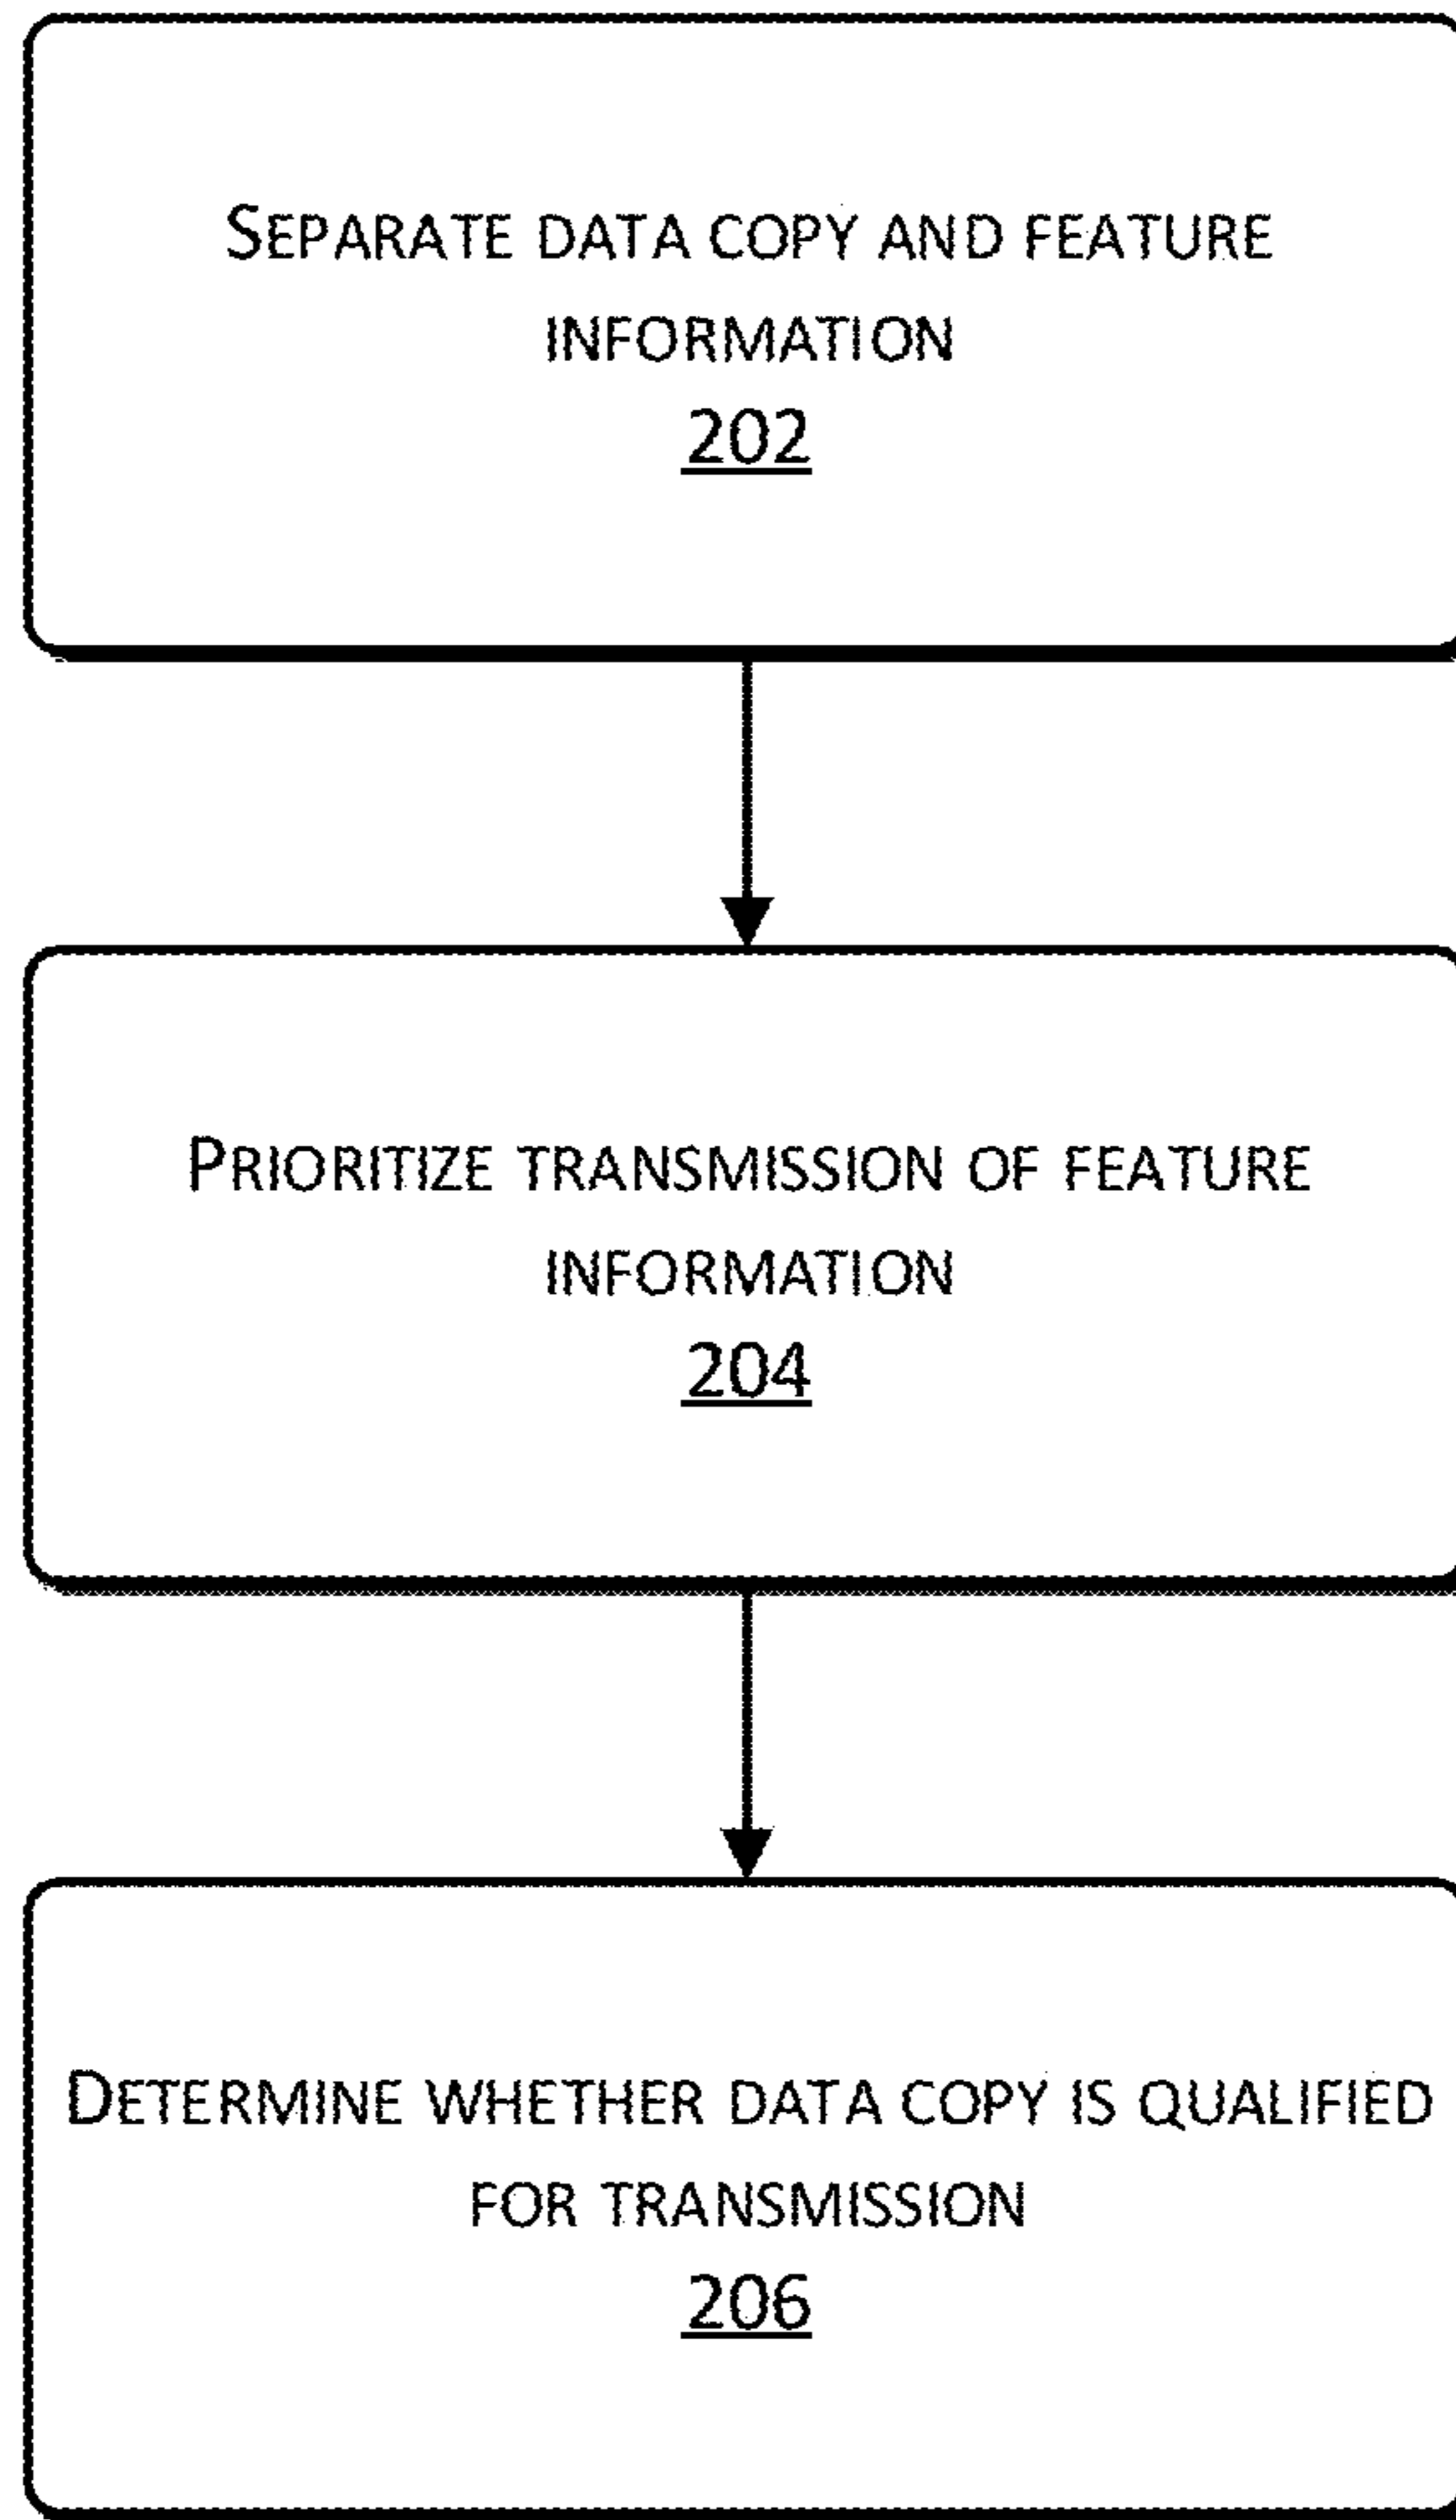 SEPARATE DATA COPY AND FEATURE
INFORMATION
202
PRIORITIZE TRANSMISSION OF FEATURE
INFORMATION
204
DETERMINE WHETHER DATA COPY IS QUALIFIED
FOR TRANSMISSION
206